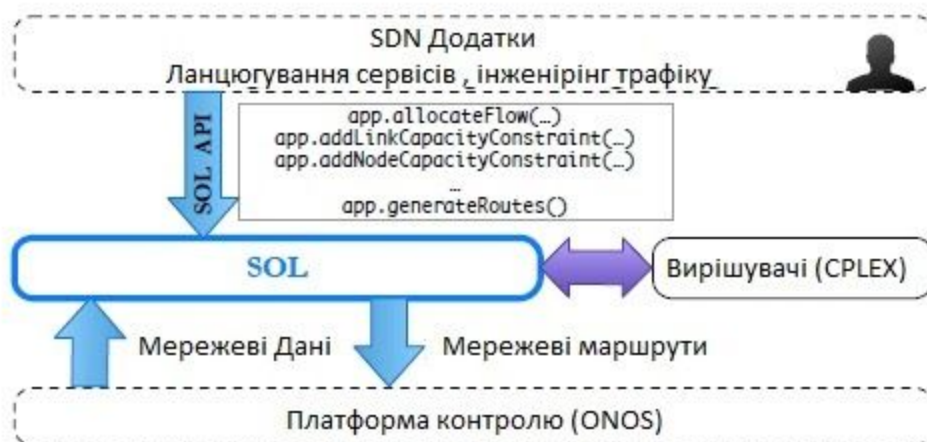 SDN Додатки
Ланцюгування сервісів , інженірінг трафіку
SOL API
app.allocateFlow(…)
app.addLinkCapacityConstraint(…)
app.addNodeCapacityConstraint(…)
…
app.generateRoutes()
SOL
Вирішувачі (CPLEX)
Мережеві Дані
Мережеві маршрути
Платформа контролю (ONOS)